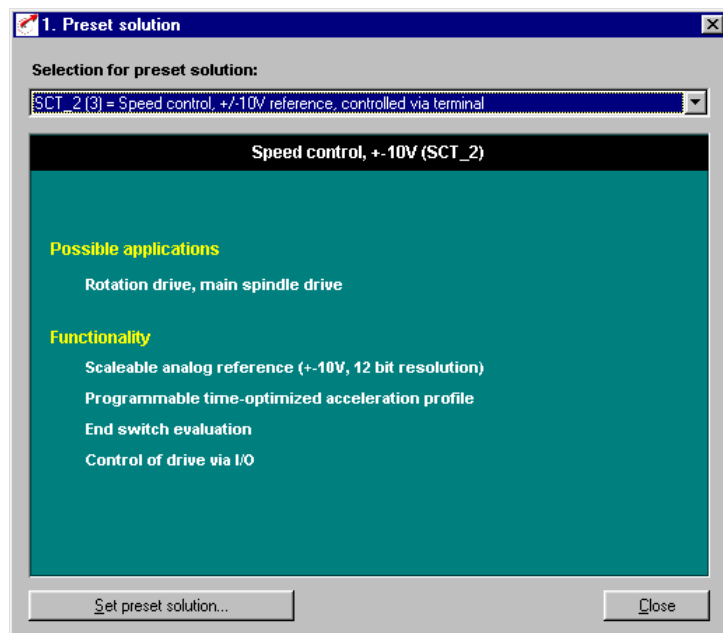 1. Preset solution
Selection for preset solution:
SCT_2 (3) = Speed control, +/-10V reference, controlled via terminal
Speed control, +-10V (SCT_2)
Possible applications
Rotation drive, main spindle drive
Functionality
Scaleable analog reference (+-10V, 12 bit resolution)
Programmable time-optimized acceleration profile
End switch evaluation
Control of drive via I/O
Set preset solution...
Close